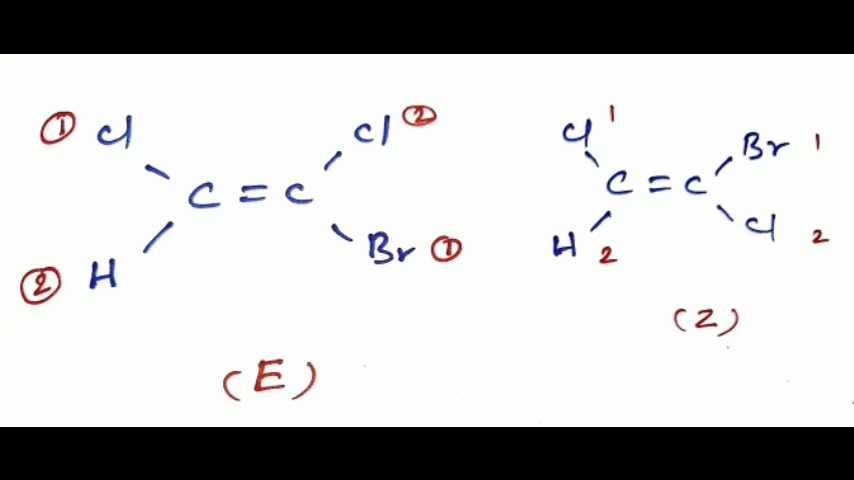 ① Cl Cl ②
C = C
② H Br ①
(E)
Cl 1 Br 1
C = C
H 2 Cl 2
(Z)